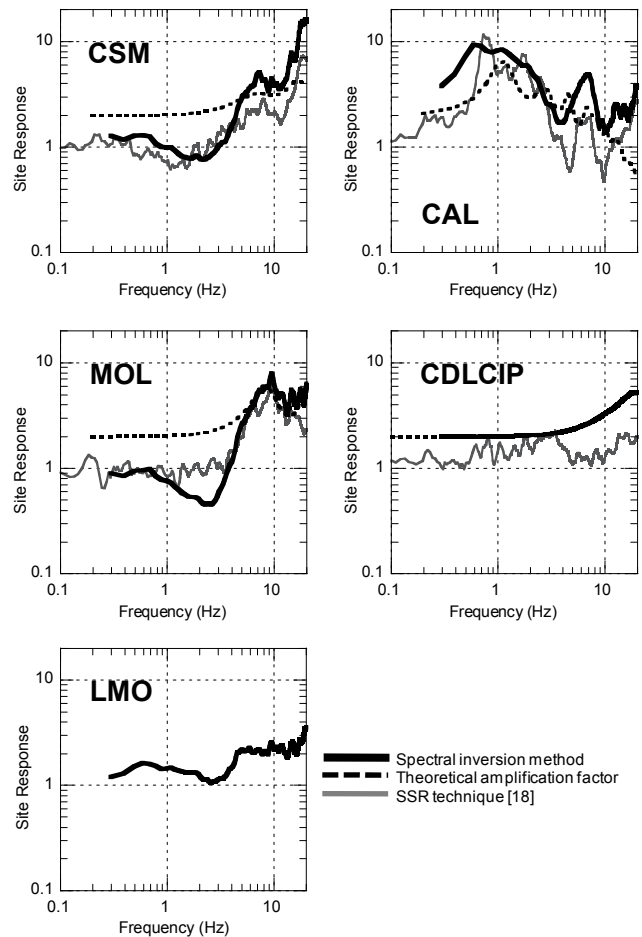 CSM
10
1
0.1
0.1
1
10
Site Response
Frequency (Hz)
CAL
10
1
0.1
0.1
1
10
Site Response
Frequency (Hz)
MOL
10
1
0.1
0.1
1
10
Site Response
Frequency (Hz)
CDLCIP
10
1
0.1
0.1
1
10
Site Response
Frequency (Hz)
LMO
10
1
0.1
0.1
1
10
Site Response
Frequency (Hz)
Spectral inversion method
Theoretical amplification factor
SSR technique [18]